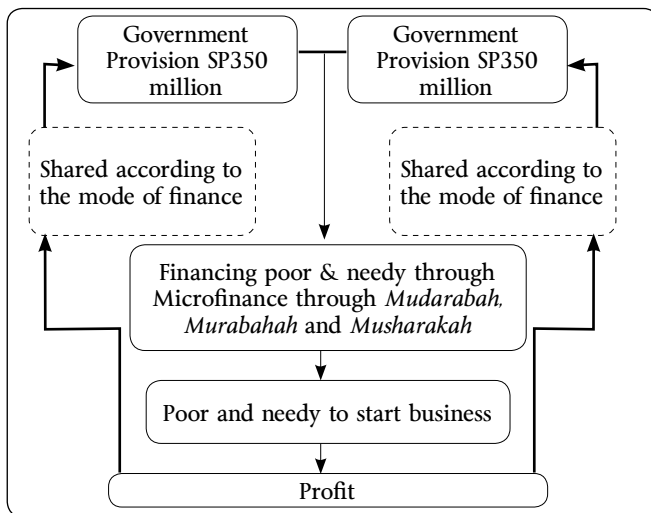 Government
Provision SP350
million
Government
Provision SP350
million
Shared according to
the mode of finance
Shared according to
the mode of finance
Financing poor & needy through
Microfinance through Mudarabah,
Murabahah and Musharakah
Poor and needy to start business
Profit